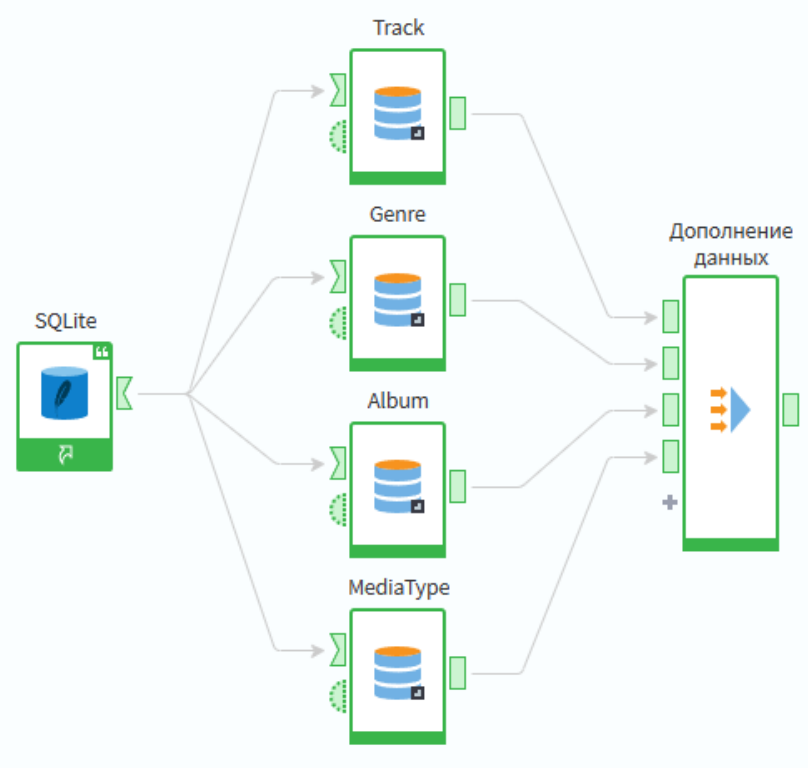 Track
Genre
Дополнение
данных
SQLite
Album
MediaType